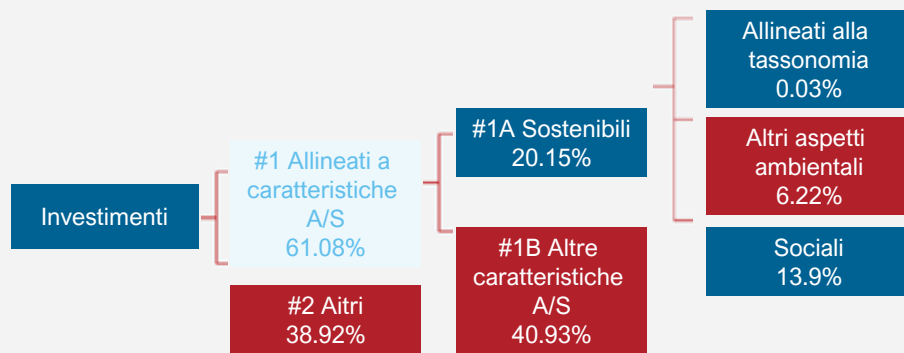 Investimenti
#1 Allineati a
caratteristiche
A/S
61.08%
#2 Aitri
38.92%
#1A Sostenibili
20.15%
#1B Altre
caratteristiche
A/S
40.93%
Allineati alla
tassonomia
0.03%
Altri aspetti
ambientali
6.22%
Sociali
13.9%